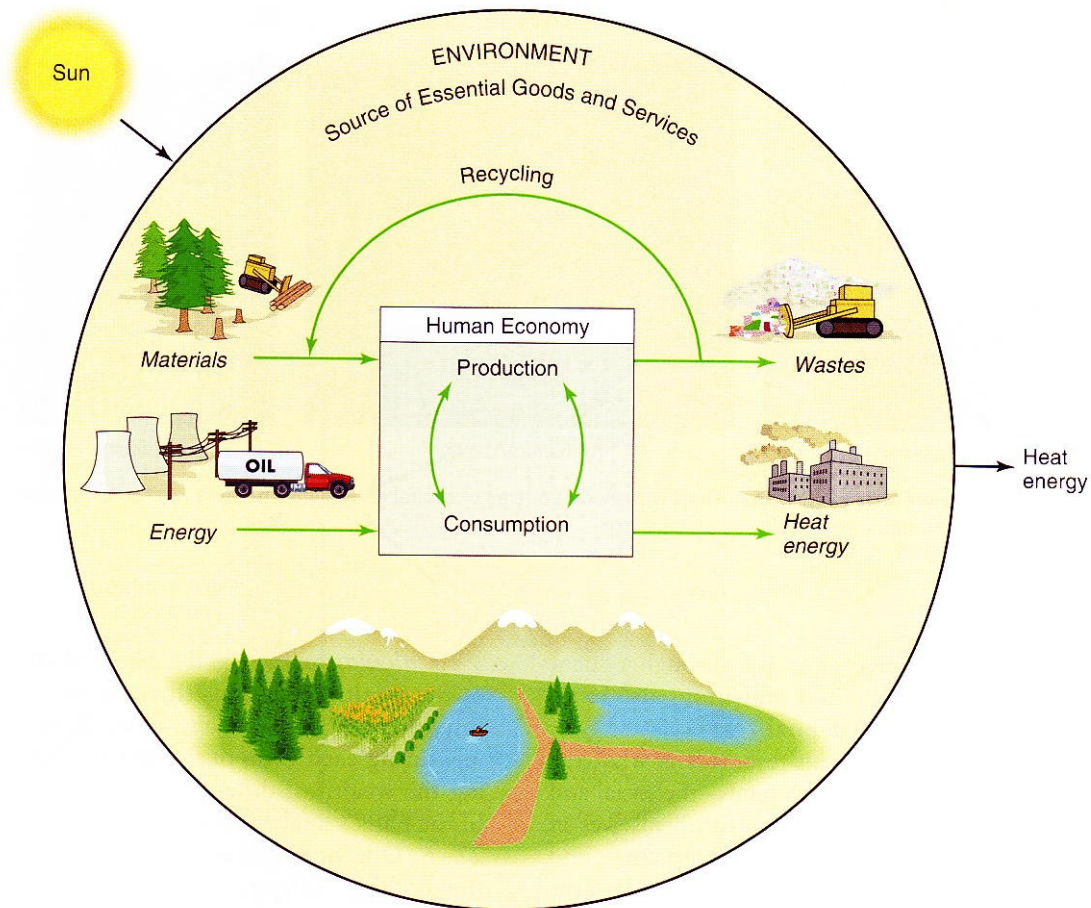 Sun
ENVIRONMENT
Source of Essential Goods and Services
Recycling
Human Economy
Materials
Production
Wastes
OIL
Energy
Consumption
Heat
energy
Heat
energy